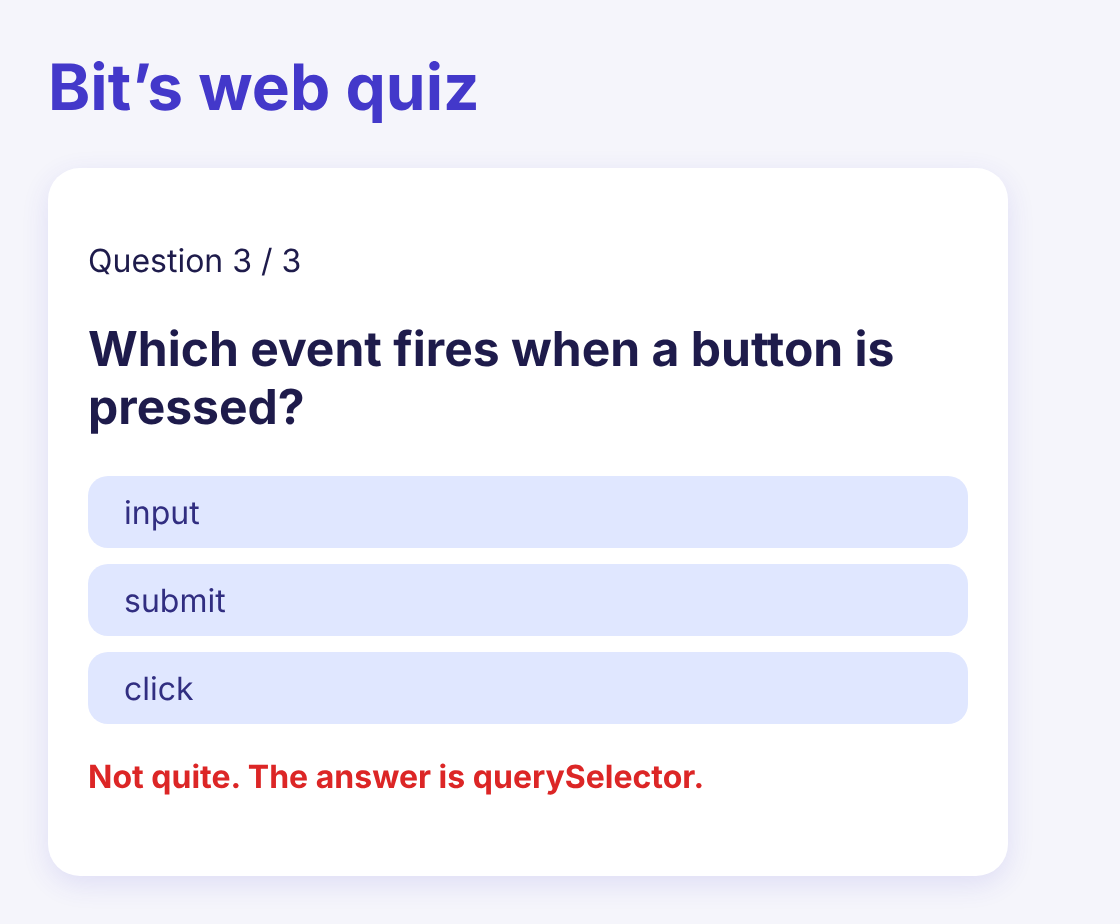 Bit’s web quiz
Question 3 / 3
Which event fires when a button is
pressed?
input
submit
click
Not quite. The answer is querySelector.